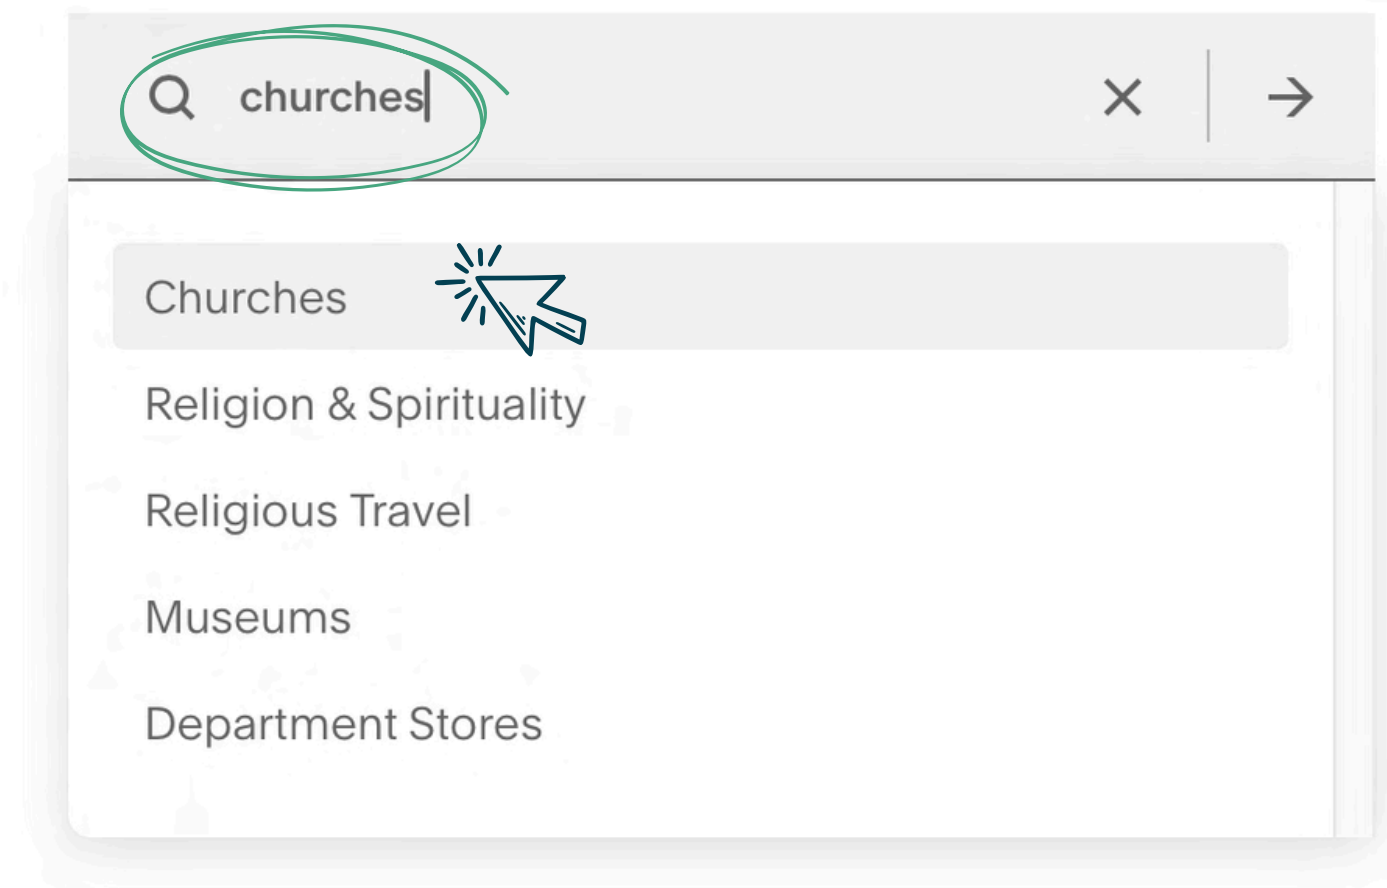 churches
Churches
Religion & Spirituality
Religious Travel
Museums
Department Stores